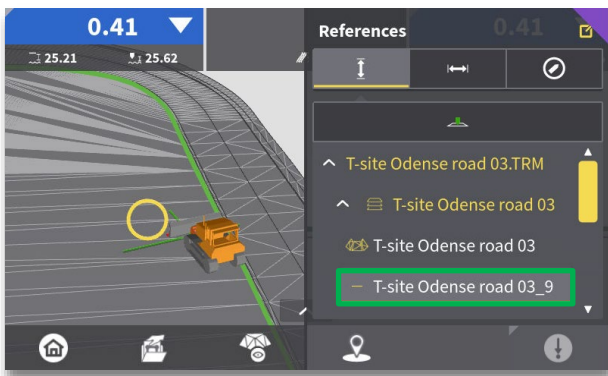 0.41
25.21
25.62
References
0.41
T-site Odense road 03.TRM
T-site Odense road 03
T-site Odense road 03
T-site Odense road 03_9